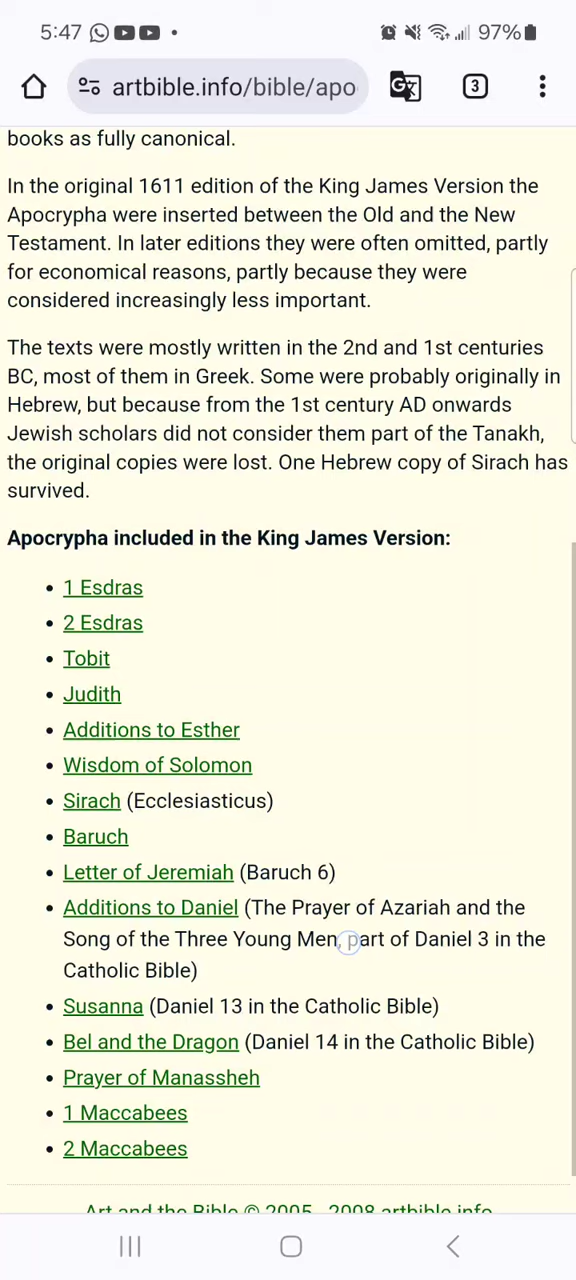 5:47
97%
artbible.info/bible/apo
3
books as fully canonical.
In the original 1611 edition of the King James Version the
Apocrypha were inserted between the Old and the New
Testament. In later editions they were often omitted, partly
for economical reasons, partly because they were
considered increasingly less important.
The texts were mostly written in the 2nd and 1st centuries
BC, most of them in Greek. Some were probably originally in
Hebrew, but because from the 1st century AD onwards
Jewish scholars did not consider them part of the Tanakh,
the original copies were lost. One Hebrew copy of Sirach has
survived.
Apocrypha included in the King James Version:
• 1 Esdras
• 2 Esdras
• Tobit
• Judith
• Additions to Esther
• Wisdom of Solomon
• Sirach (Ecclesiasticus)
• Baruch
• Letter of Jeremiah (Baruch 6)
• Additions to Daniel (The Prayer of Azariah and the
Song of the Three Young Men, part of Daniel 3 in the
Catholic Bible)
• Susanna (Daniel 13 in the Catholic Bible)
• Bel and the Dragon (Daniel 14 in the Catholic Bible)
• Prayer of Manassheh
• 1 Maccabees
• 2 Maccabees
Art and the Bible © 2005 - 2008 artbible.info